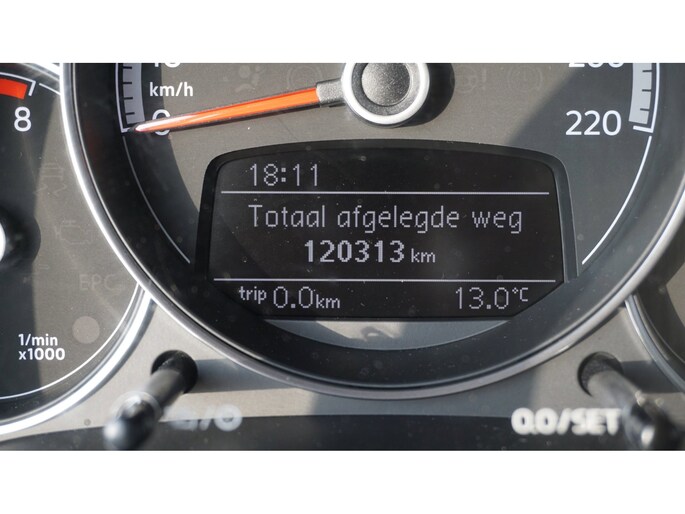 km/h
0
220
8
18:11
Totaal afgelegde weg
120313 km
trip 0.0km 13.0°C
EPC
1/min
x1000
0.0/SET